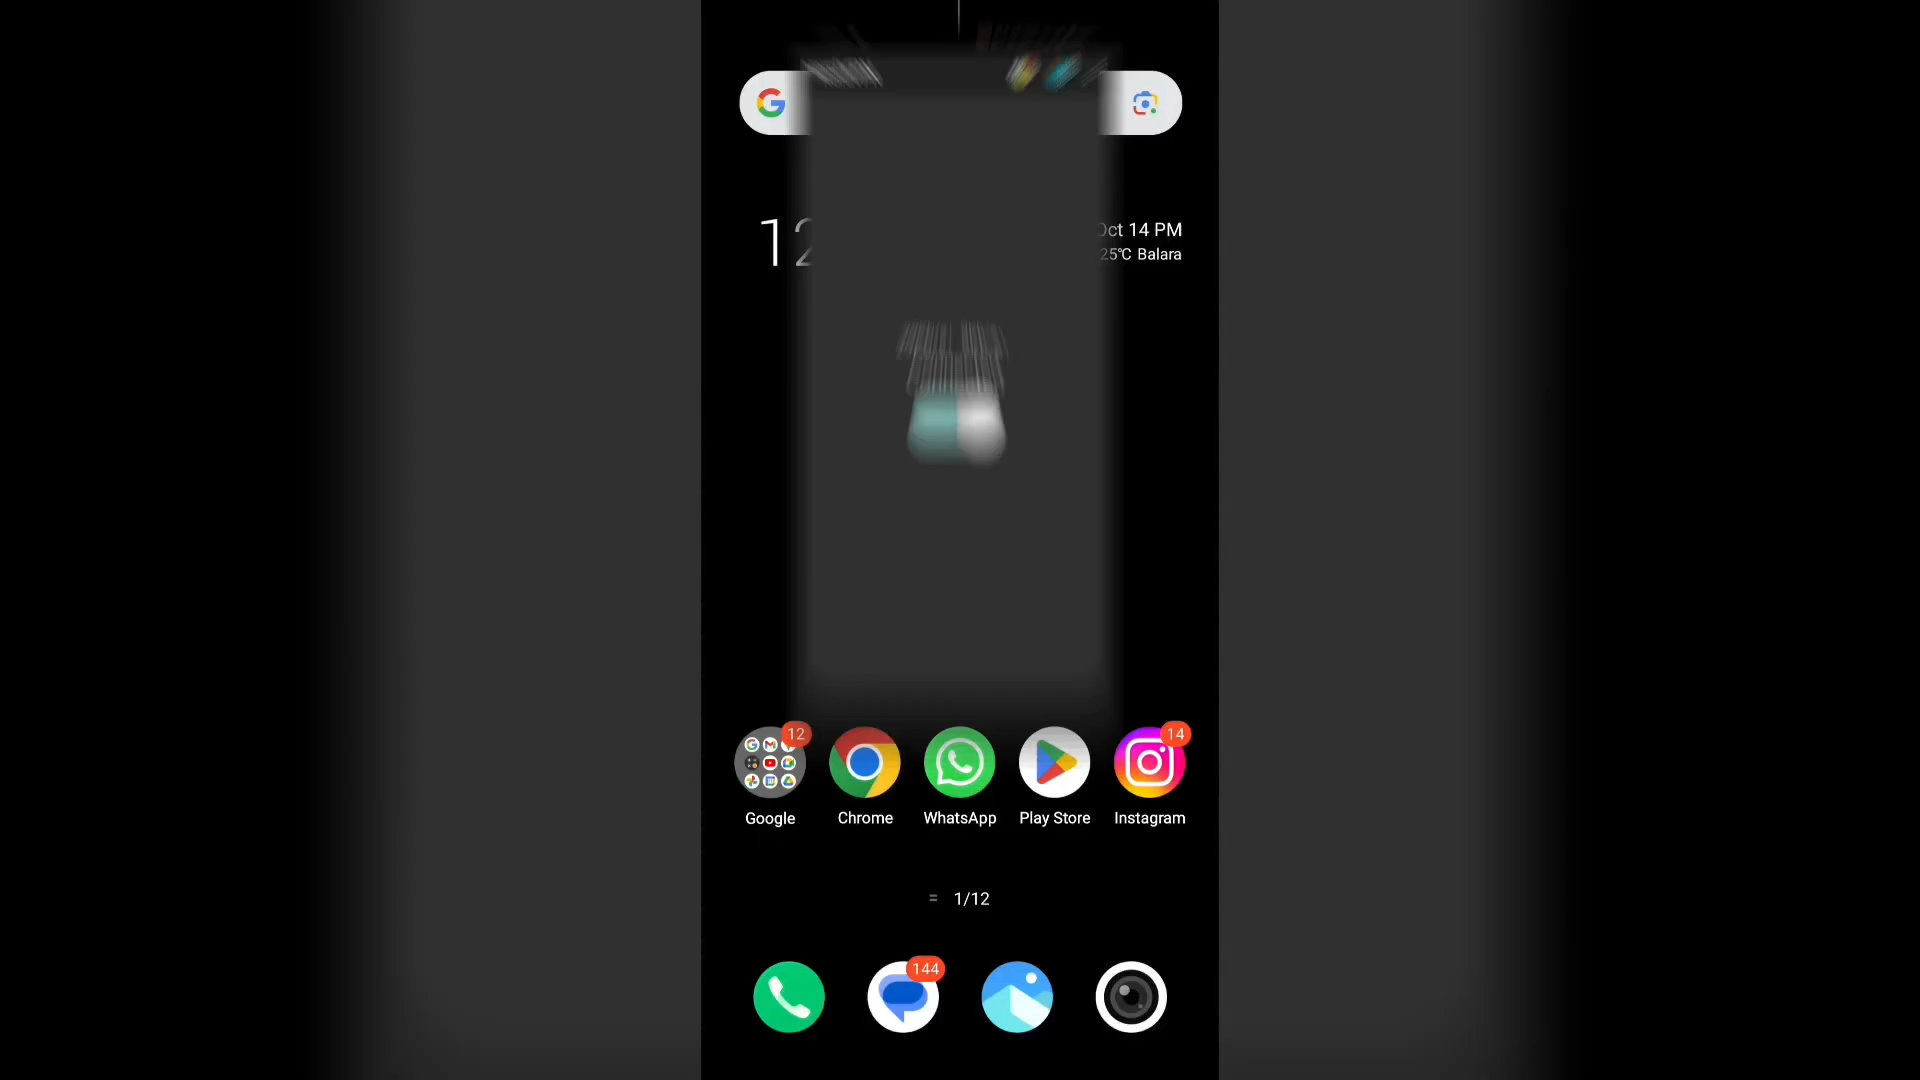 12
Oct 14 PM
25°C Balara
12
14
Google
Chrome
WhatsApp
Play Store
Instagram
1/12
144